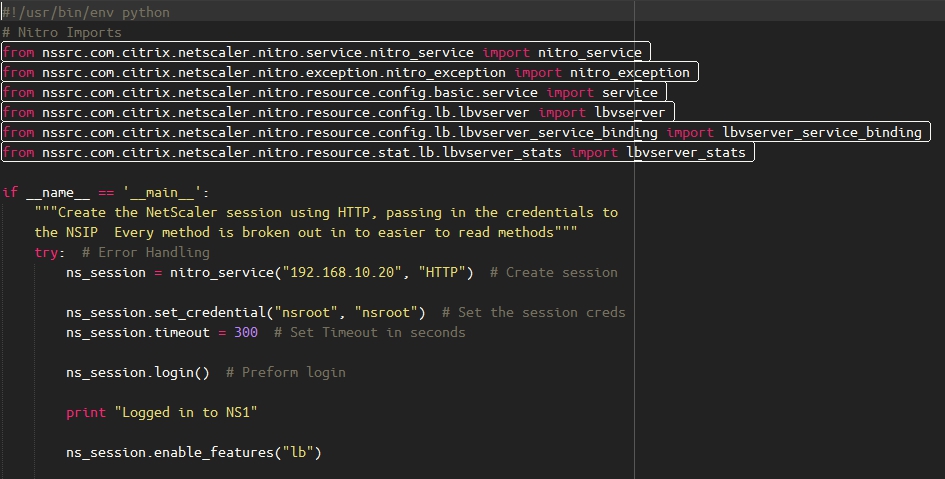 #!/usr/bin/env python
# Nitro Imports
from nssrc.com.citrix.netscaler.nitro.service.nitro_service import nitro_service
from nssrc.com.citrix.netscaler.nitro.exception.nitro_exception import nitro_exception
from nssrc.com.citrix.netscaler.nitro.resource.config.basic.service import service
from nssrc.com.citrix.netscaler.nitro.resource.config.lb.lbvserver import lbvserver
from nssrc.com.citrix.netscaler.nitro.resource.config.lb.lbvserver_service_binding import lbvserver_service_binding
from nssrc.com.citrix.netscaler.nitro.resource.stat.lb.lbvserver_stats import lbvserver_stats
if __name__ == '__main__':
"""Create the NetScaler session using HTTP, passing in the credentials to
the NSIP  Every method is broken out in to easier to read methods"""
try:  # Error Handling
ns_session = nitro_service("192.168.10.20", "HTTP")  # Create session
ns_session.set_credential("nsroot", "nsroot")  # Set the session creds
ns_session.timeout = 300  # Set Timeout in seconds
ns_session.login()  # Preform login
print "Logged in to NS1"
ns_session.enable_features("lb")